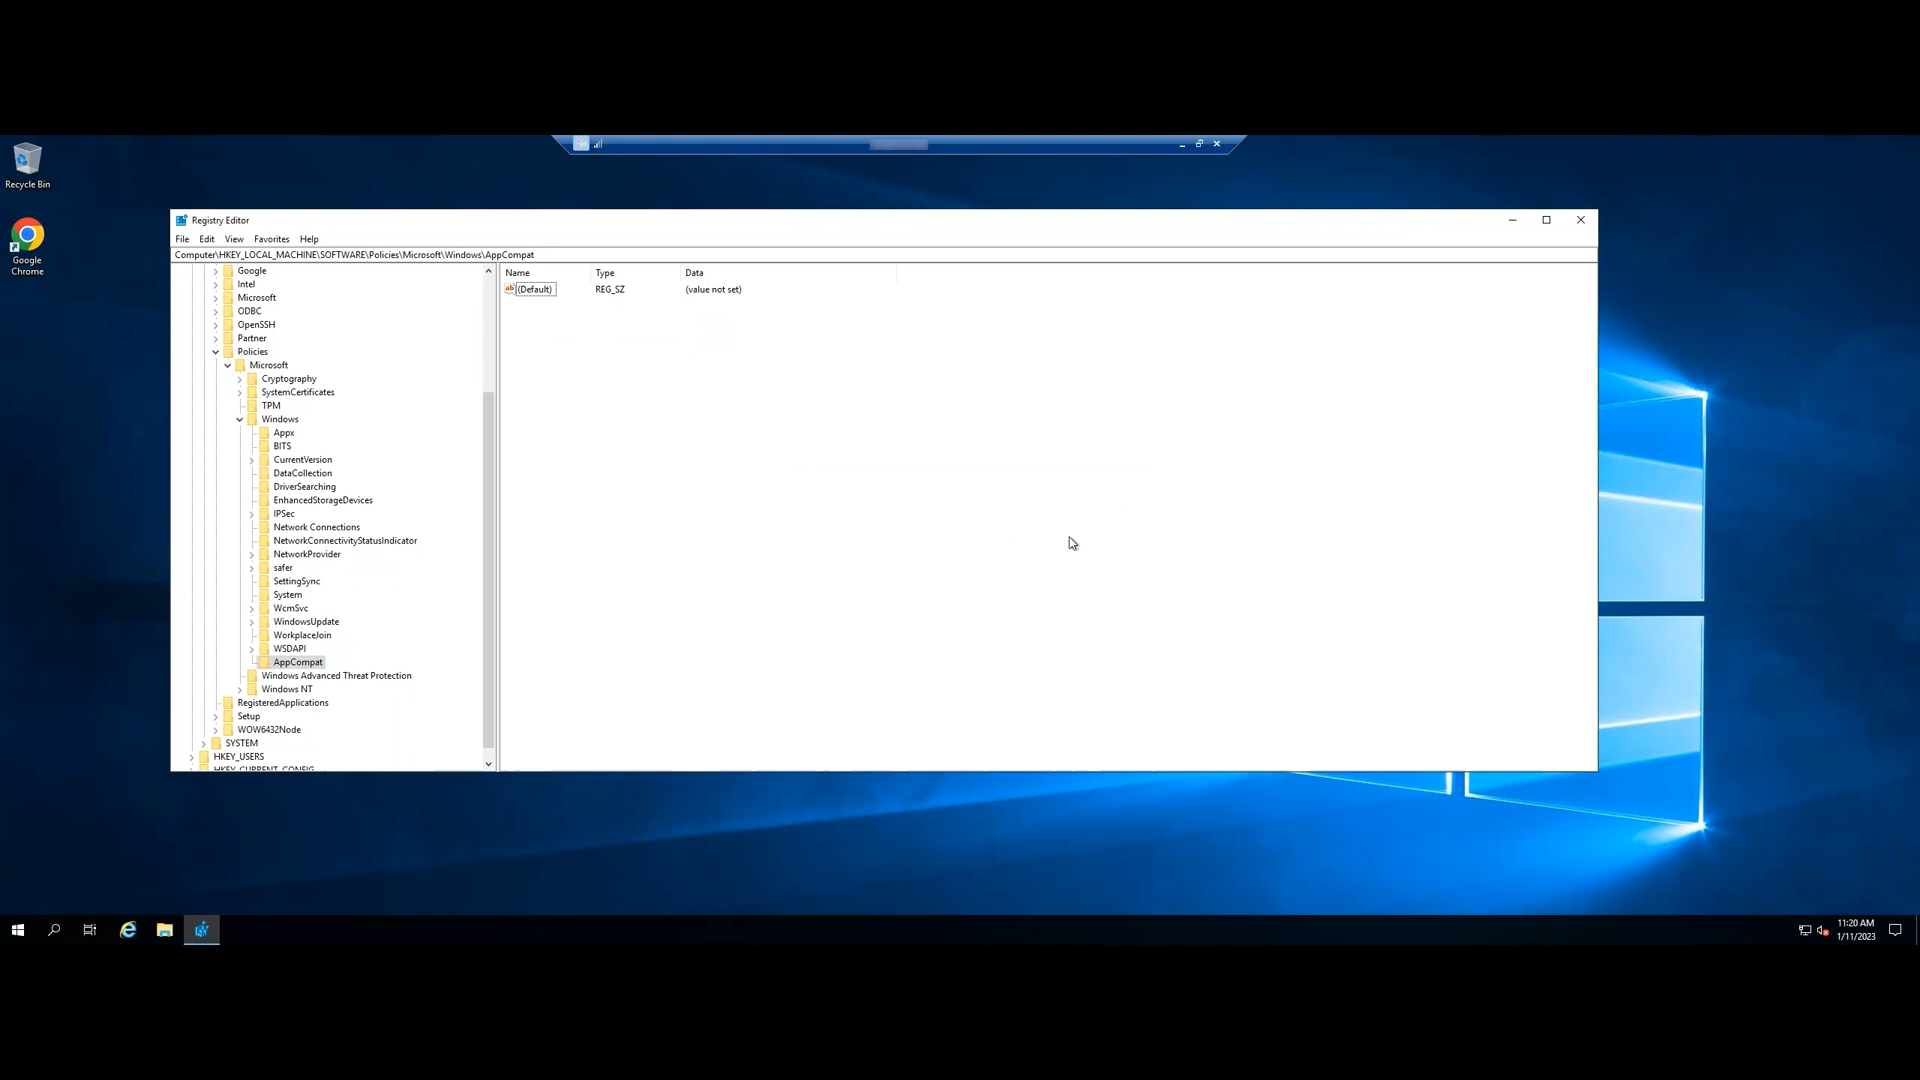 Recycle Bin
Google
Chrome
Registry Editor
File Edit View Favorites Help
Computer\HKEY_LOCAL_MACHINE\SOFTWARE\Policies\Microsoft\Windows\AppCompat
Google
Intel
Microsoft
ODBC
OpenSSH
Partner
Policies
Microsoft
Cryptography
SystemCertificates
TPM
Windows
Appx
BITS
CurrentVersion
DataCollection
DriverSearching
EnhancedStorageDevices
IPSec
Network Connections
NetworkConnectivityStatusIndicator
NetworkProvider
safer
SettingSync
System
WcmSvc
WindowsUpdate
WorkplaceJoin
WSDAPI
AppCompat
Windows Advanced Threat Protection
Windows NT
RegisteredApplications
Setup
WOW6432Node
SYSTEM
HKEY_USERS
HKEY_CURRENT_CONFIG
Name Type Data
(Default) REG_SZ (value not set)
11:20 AM
1/11/2023